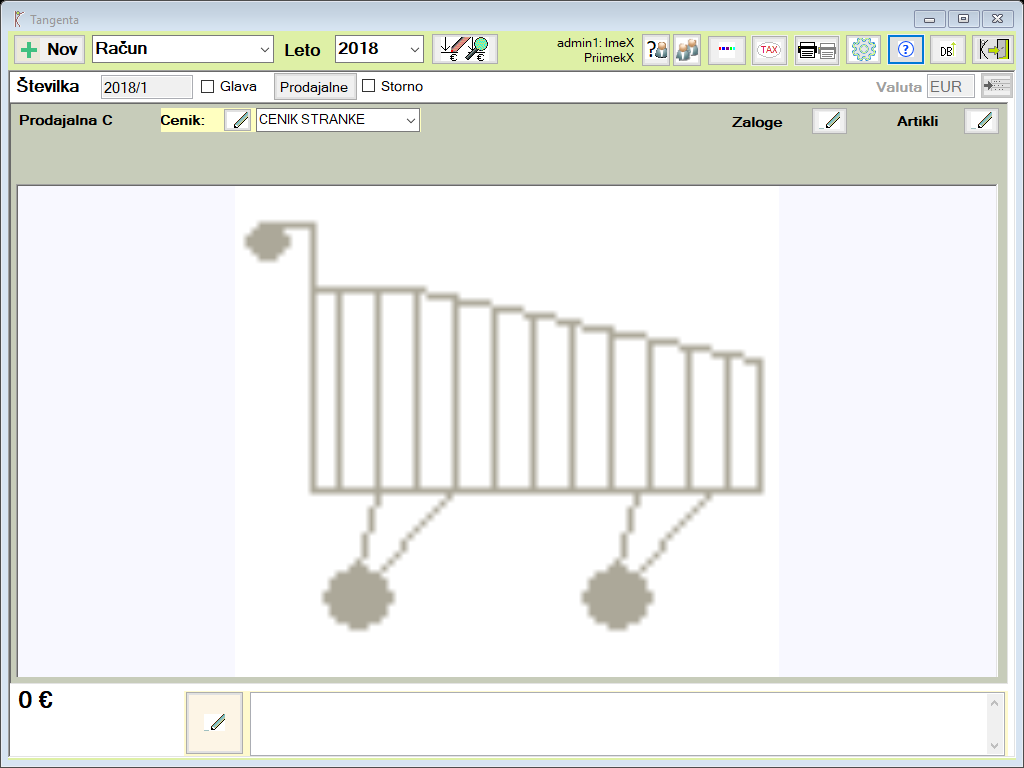 Tangenta
Nov Račun Leto 2018 admin1: ImeX PriimekX TAX DB
Številka 2018/1 Glava Prodajalne Storno Valuta EUR
Prodajalna C Cenik: CENIK STRANKE Zaloge Artikli
0 €